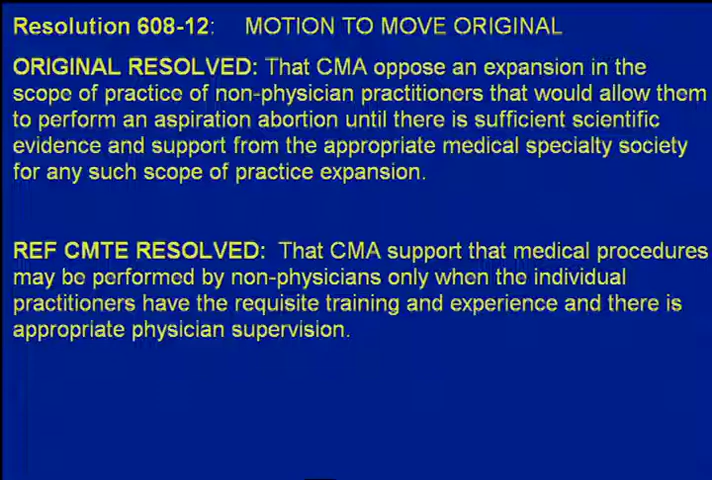 Resolution 608-12: MOTION TO MOVE ORIGINAL
ORIGINAL RESOLVED: That CMA oppose an expansion in the
scope of practice of non-physician practitioners that would allow them
to perform an aspiration abortion until there is sufficient scientific
evidence and support from the appropriate medical specialty society
for any such scope of practice expansion.
REF CMTE RESOLVED: That CMA support that medical procedures
may be performed by non-physicians only when the individual
practitioners have the requisite training and experience and there is
appropriate physician supervision.